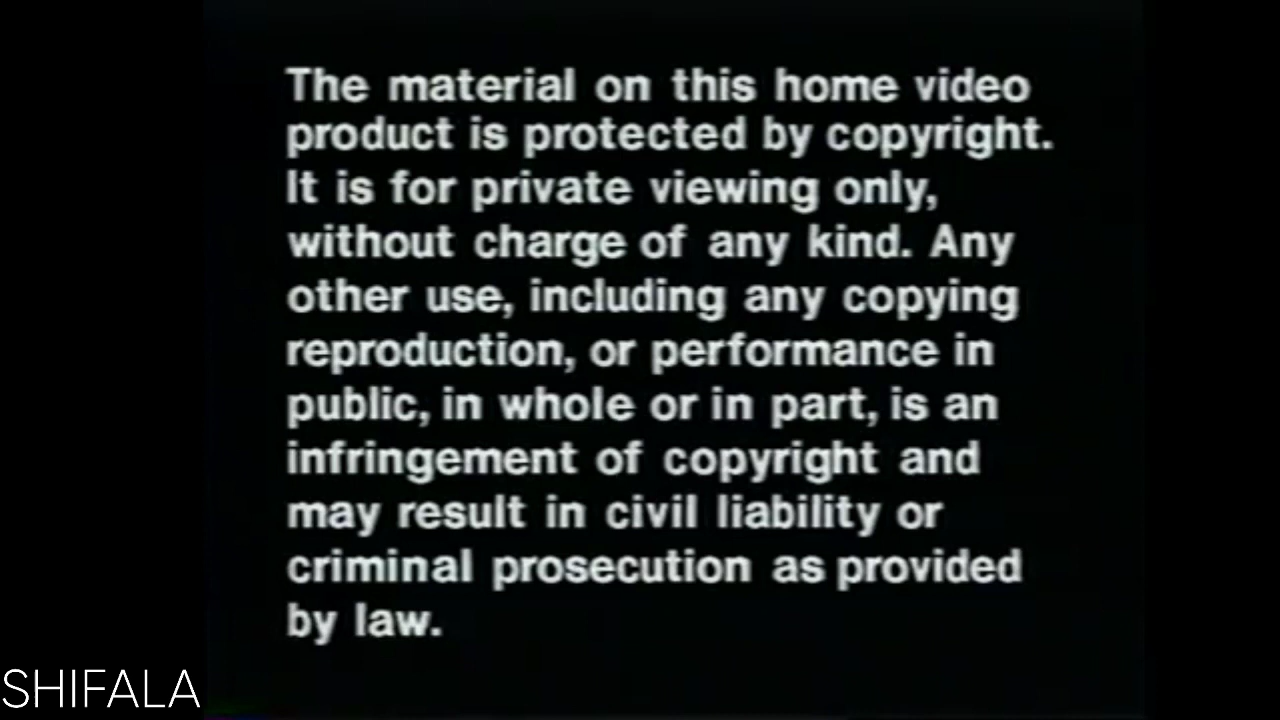 The material on this home video
product is protected by copyright.
It is for private viewing only,
without charge of any kind. Any
other use, including any copying
reproduction, or performance in
public, in whole or in part, is an
infringement of copyright and
may result in civil liability or
criminal prosecution as provided
by law.
SHIFALA